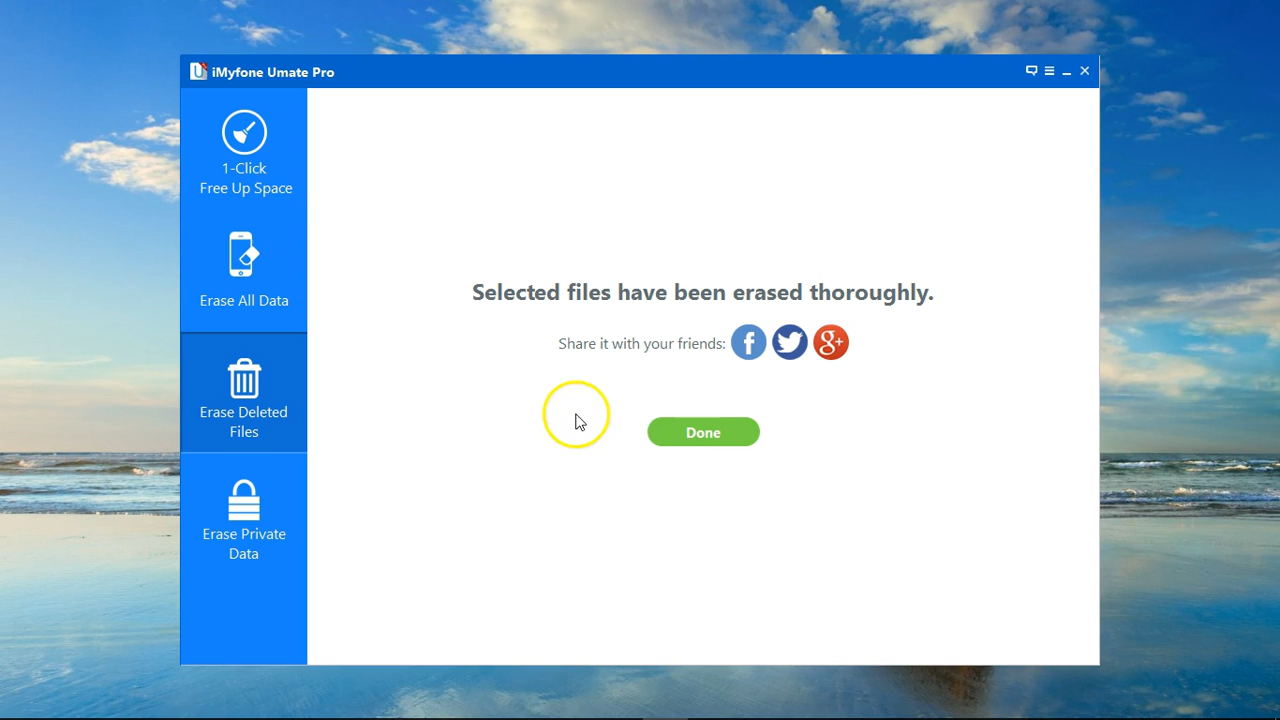 iMyfone Umate Pro
1-Click
Free Up Space
Erase All Data
Erase Deleted
Files
Erase Private
Data
Selected files have been erased thoroughly.
Share it with your friends:
Done